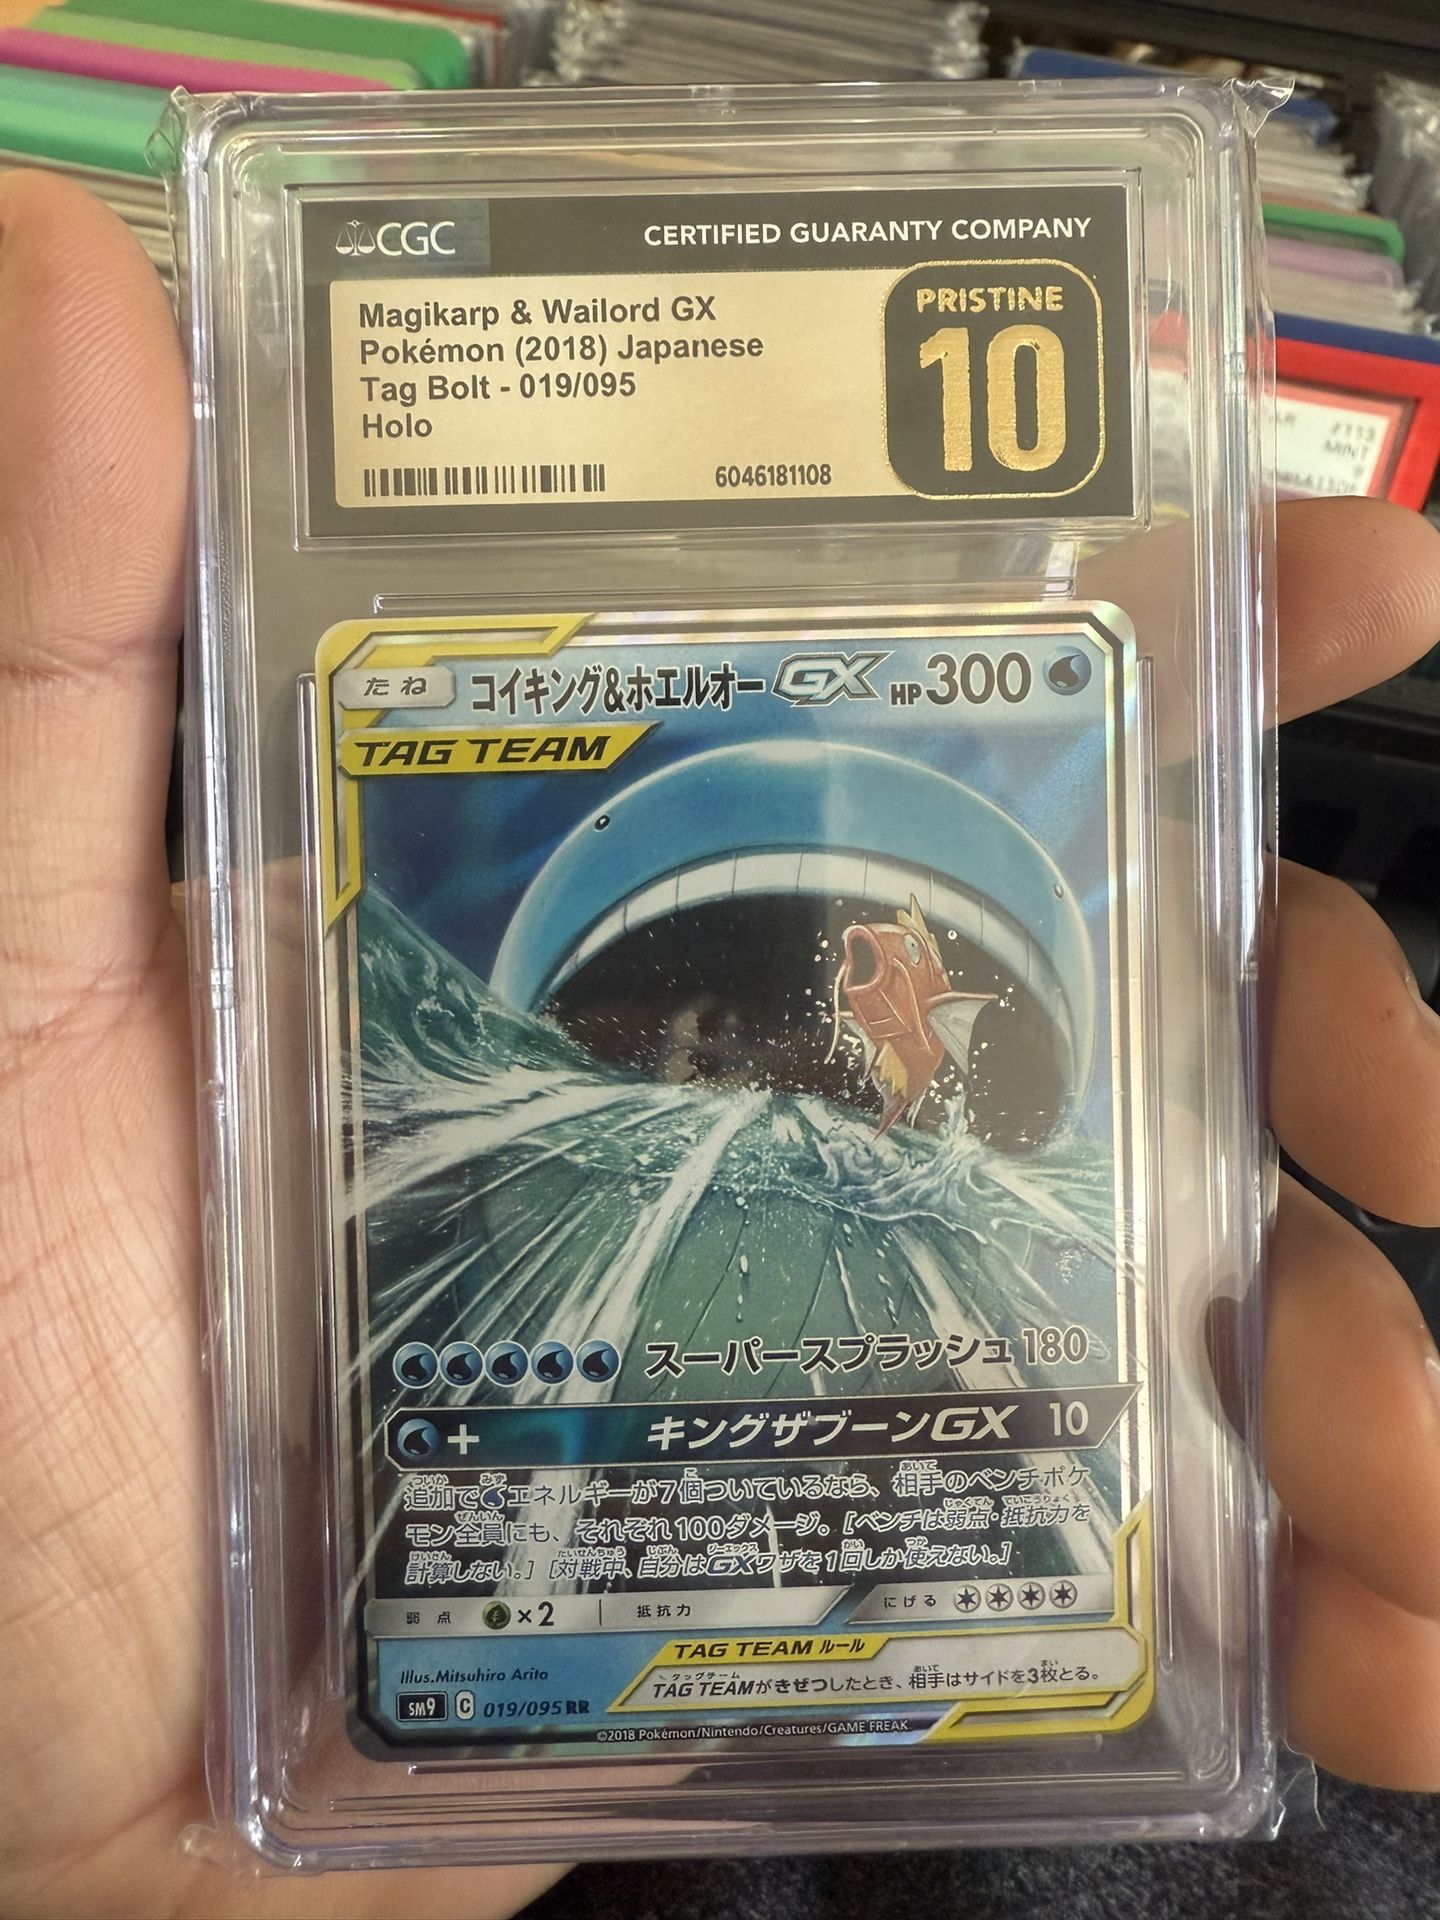 CGC
CERTIFIED GUARANTY COMPANY
Magikarp & Wailord GX
Pokémon (2018) Japanese
Tag Bolt - 019/095
Holo
6046181108
PRISTINE
10
たね
コイキング&ホエルオーGX HP300
TAG TEAM
スーパースプラッシュ 180
+ キングザブーンGX 10
追加でエネルギーが7個ついているなら、相手のベンチポケ
モン全員にも、それぞれ100ダメージ。[ベンチは弱点・抵抗力を
計算しない。] [対戦中、自分はGXワザを1回しか使えない。]
弱点 ×2 抵抗力 にげる
TAG TEAM ルール
TAG TEAMがきぜつしたとき、相手はサイドを3枚とる。
Illus.Mitsuhiro Arita
SM9 C 019/095 RR
©2018 Pokémon/Nintendo/Creatures/GAME FREAK.